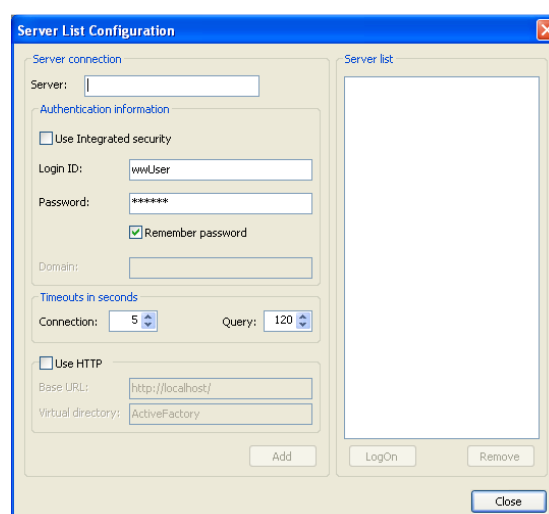 Server List Configuration
Server connection
Server:
Authentication information
Use Integrated security
Login ID: wwUser
Password: ******
Remember password
Domain:
Timeouts in seconds
Connection: 5 Query: 120
Use HTTP
Base URL: http://localhost/
Virtual directory: ActiveFactory
Add
Server list
LogOn Remove
Close